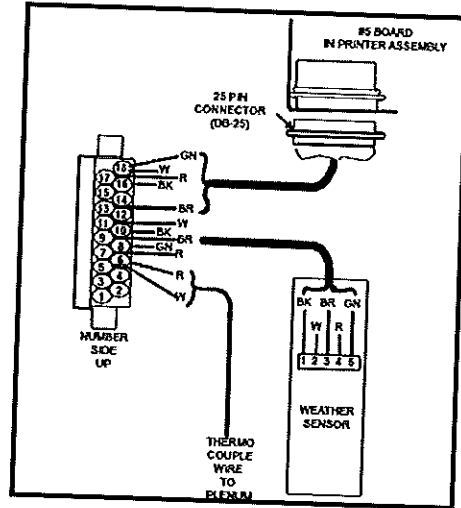 #5 BOARD
IN PRINTER ASSEMBLY
25 PIN
CONNECTOR
(DB-25)
GN
W
R
BK
BR
W
BK
BR
GN
R
R
W
18
17
16
15
14
13
12
11
10
9
8
7
6
5
4
3
2
1
NUMBER
SIDE
UP
BK BR GN
W R
1 2 3 4 5
WEATHER
SENSOR
THERMO
COUPLE
WIRE
TO
PLENUM